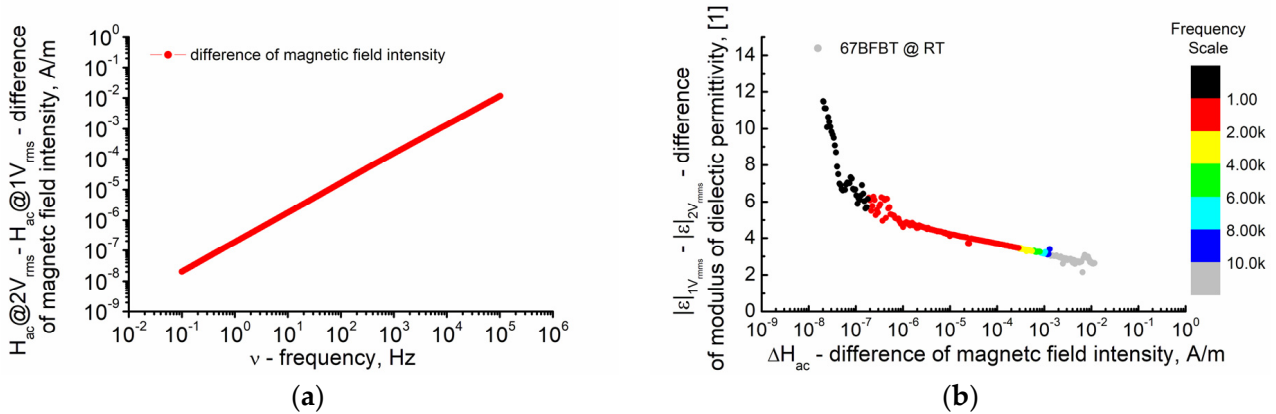 H_ac@2V_rms - H_ac@1V_rms - difference
of magnetc field intensity, A/m
10^0
10^-1
10^-2
10^-3
10^-4
10^-5
10^-6
10^-7
10^-8
10^-9
difference of magnetic field intensity
10^-2 10^-1 10^0 10^1 10^2 10^3 10^4 10^5 10^6
ν - frequency, Hz
(a)
|ε|_1V_rmms - |ε|_2V_rmms - difference
of modulus of dielectic permitivity, [1]
14
12
10
8
6
4
2
0
67BFBT @ RT
10^-9 10^-8 10^-7 10^-6 10^-5 10^-4 10^-3 10^-2 10^-1 10^0
ΔH_ac - difference of magnetc field intensity, A/m
Frequency
Scale
1.00
2.00k
4.00k
6.00k
8.00k
10.0k
(b)